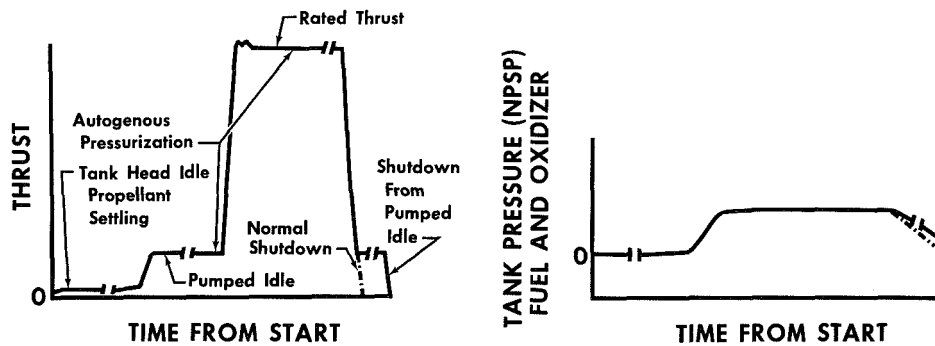 Rated Thrust
Autogenous
Pressurization
Tank Head Idle
Propellant
Settling
Normal
Shutdown
Shutdown
From
Pumped
Idle
Pumped Idle
THRUST
0
TIME FROM START
TANK PRESSURE (NPSP)
FUEL AND OXIDIZER
0
TIME FROM START